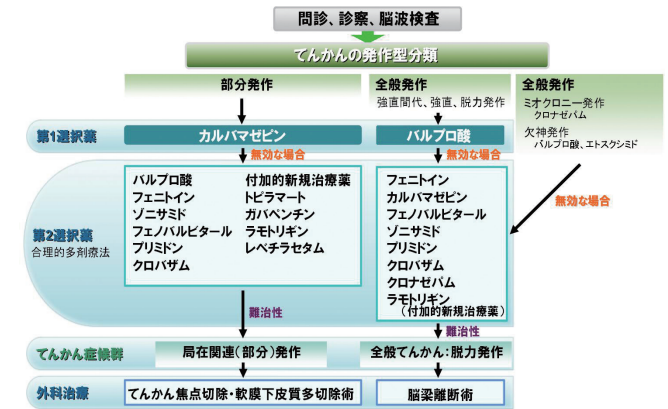 問診、診察、脳波検査
てんかんの発作型分類
部分発作
全般発作
強直間代、強直、脱力発作
全般発作
ミオクロニー発作
クロナゼパム
欠神発作
バルプロ酸、エトスクシミド
第1選択薬
カルバマゼピン
バルプロ酸
無効な場合
無効な場合
無効な場合
第2選択薬
合理的多剤療法
バルプロ酸
フェニトイン
ゾニサミド
フェノバルビタール
プリミドン
クロバザム
付加的新規治療薬
トピラマート
ガバペンチン
ラモトリギン
レベチラセタム
フェニトイン
カルバマゼピン
フェノバルビタール
ゾニサミド
プリミドン
クロバザム
クロナゼパム
ラモトリギン
（付加的新規治療薬）
難治性
難治性
てんかん症候群
局在関連（部分）発作
全般てんかん：脱力発作
外科治療
てんかん焦点切除・軟膜下皮質多切除術
脳梁離断術